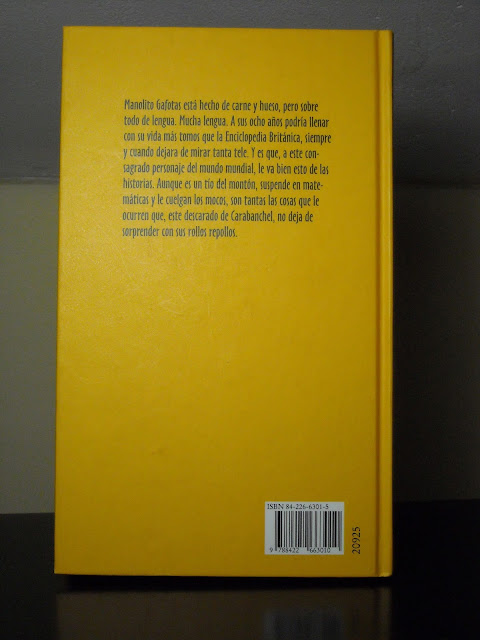 Manolito Gafotas está hecho de carne y hueso, pero sobre
todo de lengua. Mucha lengua. A sus ocho años podría llenar
con su vida más tomos que la Enciclopedia Británica, siempre
y cuando dejara de mirar tanta tele. Y es que, a este con-
sagrado personaje del mundo mundial, le va bien esto de las
historias. Aunque es un tío del montón, suspende en mate-
máticas y le cuelgan los mocos, son tantas las cosas que le
ocurren que, este descarado de Carabanchel, no deja de
sorprender con sus rollos repollos.
ISBN 84-226-6301-5
9 788422 663010
20925